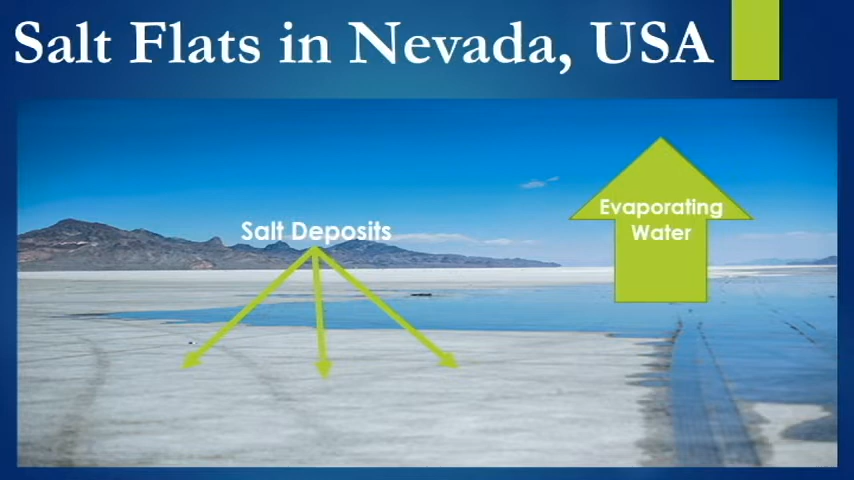 Salt Flats in Nevada, USA
Evaporating
Water
Salt Deposits